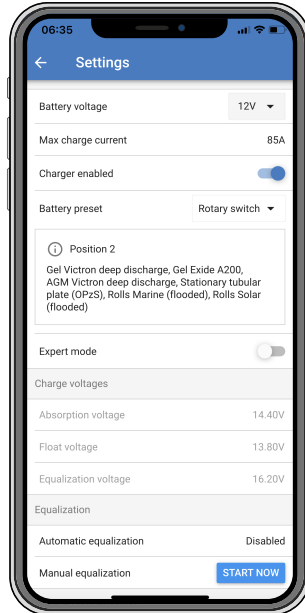 06:35
Settings
Battery voltage 12V
Max charge current 85A
Charger enabled
Battery preset Rotary switch
Position 2
Gel Victron deep discharge, Gel Exide A200,
AGM Victron deep discharge, Stationary tubular
plate (OPzS), Rolls Marine (flooded), Rolls Solar
(flooded)
Expert mode
Charge voltages
Absorption voltage 14.40V
Float voltage 13.80V
Equalization voltage 16.20V
Equalization
Automatic equalization Disabled
Manual equalization START NOW